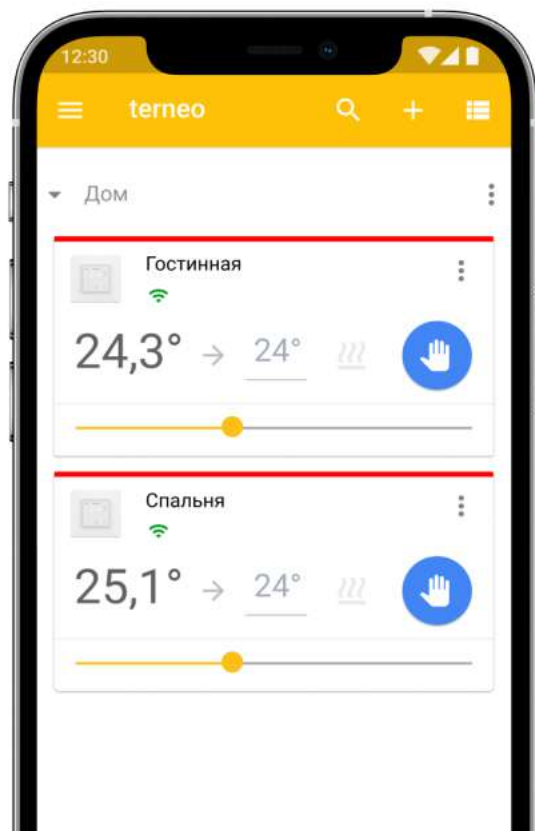 12:30
terneo
Дом
Гостинная
24,3° → 24°
Спальня
25,1° → 24°